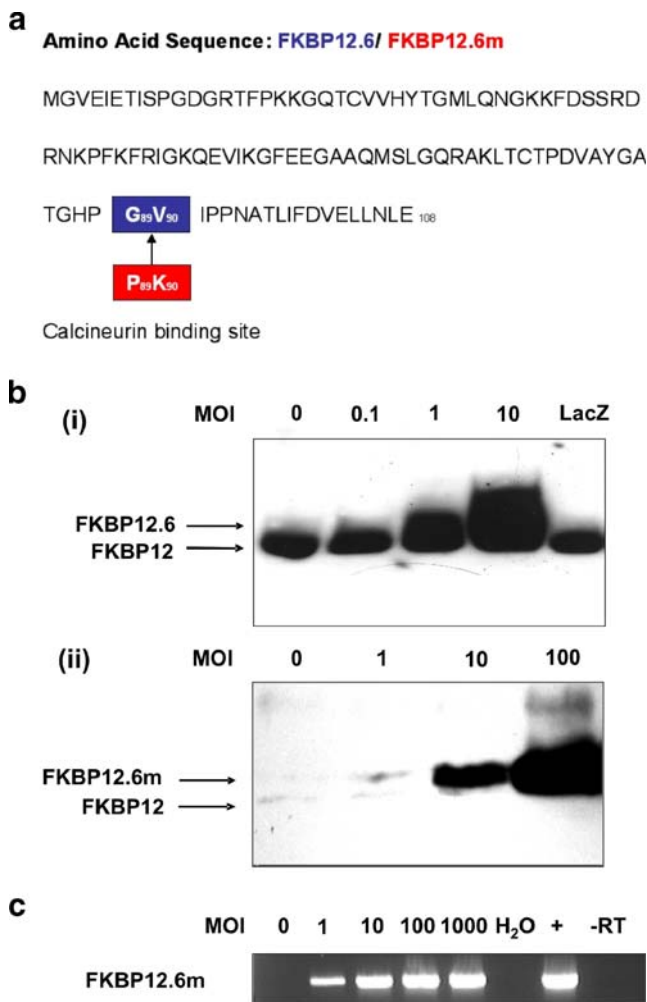 a
Amino Acid Sequence: FKBP12.6/ FKBP12.6m
MGVEIETISPGDGRTFPKKGQTCVVHYTGMLQNGKKFDSSRD
RNKPFKFRIGKQEVIKGFEEGAAQMSLGQRAKLTCTPDVAYGA
TGHP G89V90 IPPNATLIFDVELLNLE 108
P89K90
Calcineurin binding site
b
(i) MOI 0 0.1 1 10 LacZ
FKBP12.6
FKBP12
(ii) MOI 0 1 10 100
FKBP12.6m
FKBP12
c
MOI 0 1 10 100 1000 H2O + -RT
FKBP12.6m